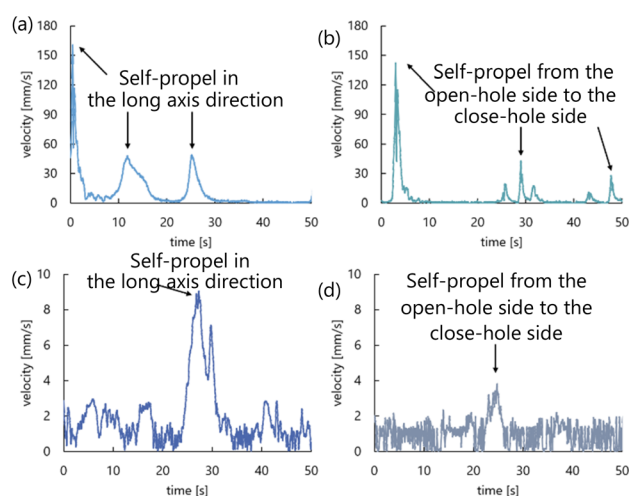 (a)
180
150
120
90
60
30
0
velocity [mm/s]
Self-propel in
the long axis direction
0
10
20
30
40
50
time [s]
(b)
180
150
120
90
60
30
0
velocity [mm/s]
Self-propel from the
open-hole side to the
close-hole side
0
10
20
30
40
50
time [s]
(c)
10
8
6
4
2
0
velocity [mm/s]
Self-propel in
the long axis direction
0
10
20
30
40
50
time [s]
(d)
10
8
6
4
2
0
velocity [mm/s]
Self-propel from the
open-hole side to the
close-hole side
0
10
20
30
40
50
time [s]